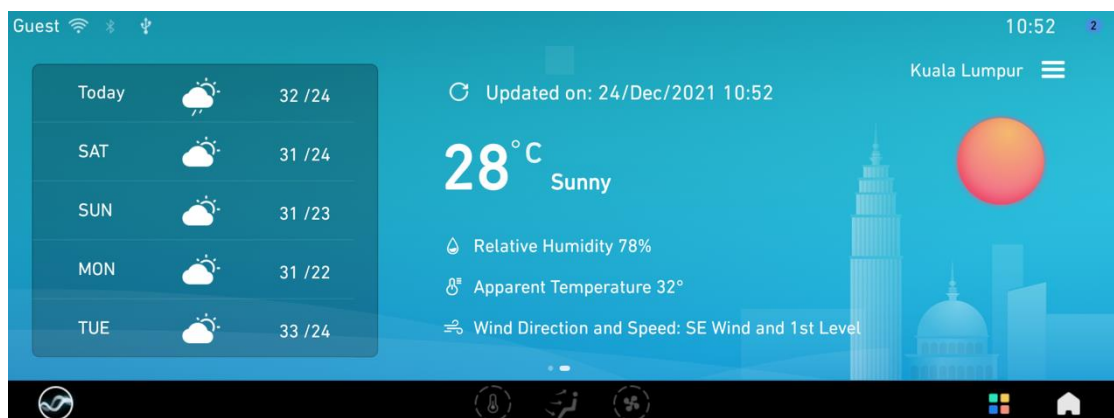 Guest
10:52 2
Kuala Lumpur
Today 32 /24
SAT 31 /24
SUN 31 /23
MON 31 /22
TUE 33 /24
Updated on: 24/Dec/2021 10:52
28°C
Sunny
Relative Humidity 78%
Apparent Temperature 32°
Wind Direction and Speed: SE Wind and 1st Level